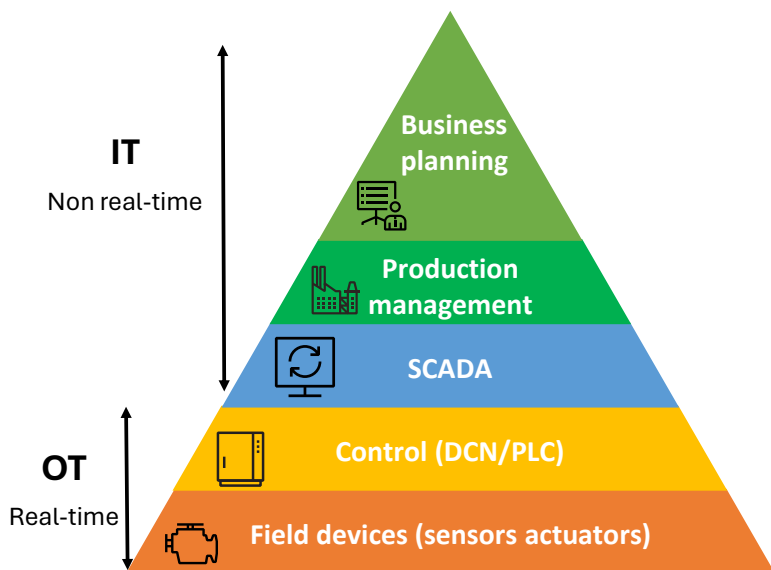 Business
planning
IT
Non real-time
Production
management
SCADA
Control (DCN/PLC)
OT
Real-time
Field devices (sensors actuators)